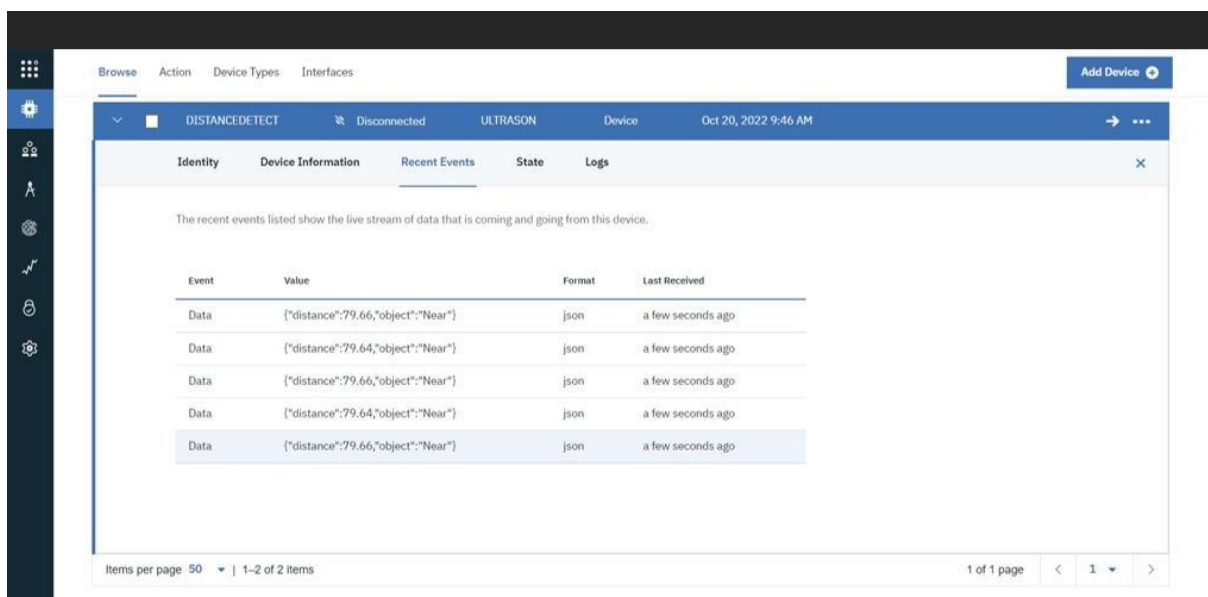 Browse Action Device Types Interfaces Add Device
DISTANCEDETECT Disconnected ULTRASON Device Oct 20, 2022 9:46 AM
Identity Device Information Recent Events State Logs
The recent events listed show the live stream of data that is coming and going from this device.
Event Value Format Last Received
Data {"distance":79.66,"object":"Near"} json a few seconds ago
Data {"distance":79.64,"object":"Near"} json a few seconds ago
Data {"distance":79.66,"object":"Near"} json a few seconds ago
Data {"distance":79.64,"object":"Near"} json a few seconds ago
Data {"distance":79.66,"object":"Near"} json a few seconds ago
Items per page 50 | 1–2 of 2 items 1 of 1 page 1